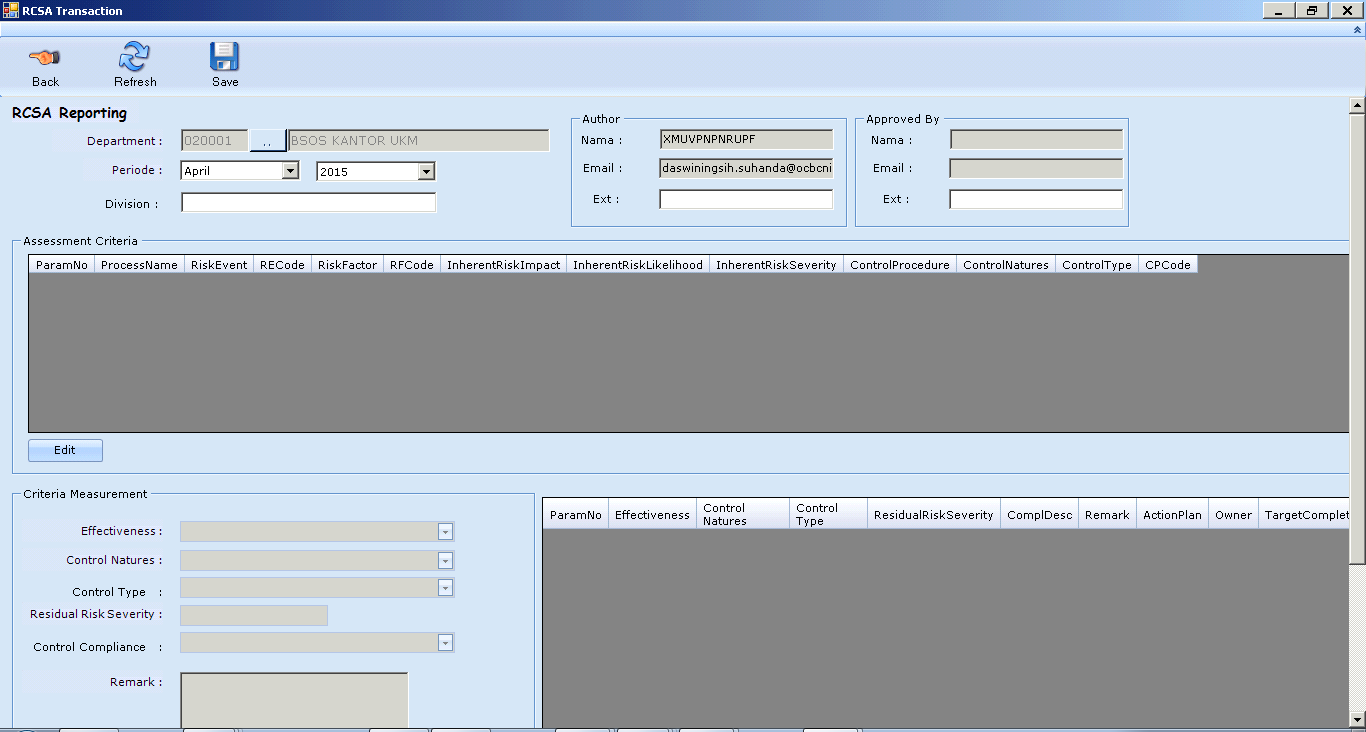 RCSA Transaction
Back Refresh Save
RCSA Reporting
Department : 020001 .. BSOS KANTOR UKM
Periode : April 2015
Division :
Author
Nama : XMUVPNPNRUPF
Email : daswiningsih.suhanda@ocbcni
Ext :
Approved By
Nama :
Email :
Ext :
Assessment Criteria
ParamNo ProcessName RiskEvent RECode RiskFactor RFCode InherentRiskImpact InherentRiskLikelihood InherentRiskSeverity ControlProcedure ControlNatures ControlType CPCode
Edit
Criteria Measurement
Effectiveness :
Control Natures :
Control Type :
Residual Risk Severity :
Control Compliance :
Remark :
ParamNo Effectiveness Control Natures Control Type ResidualRiskSeverity ComplDesc Remark ActionPlan Owner TargetComplet